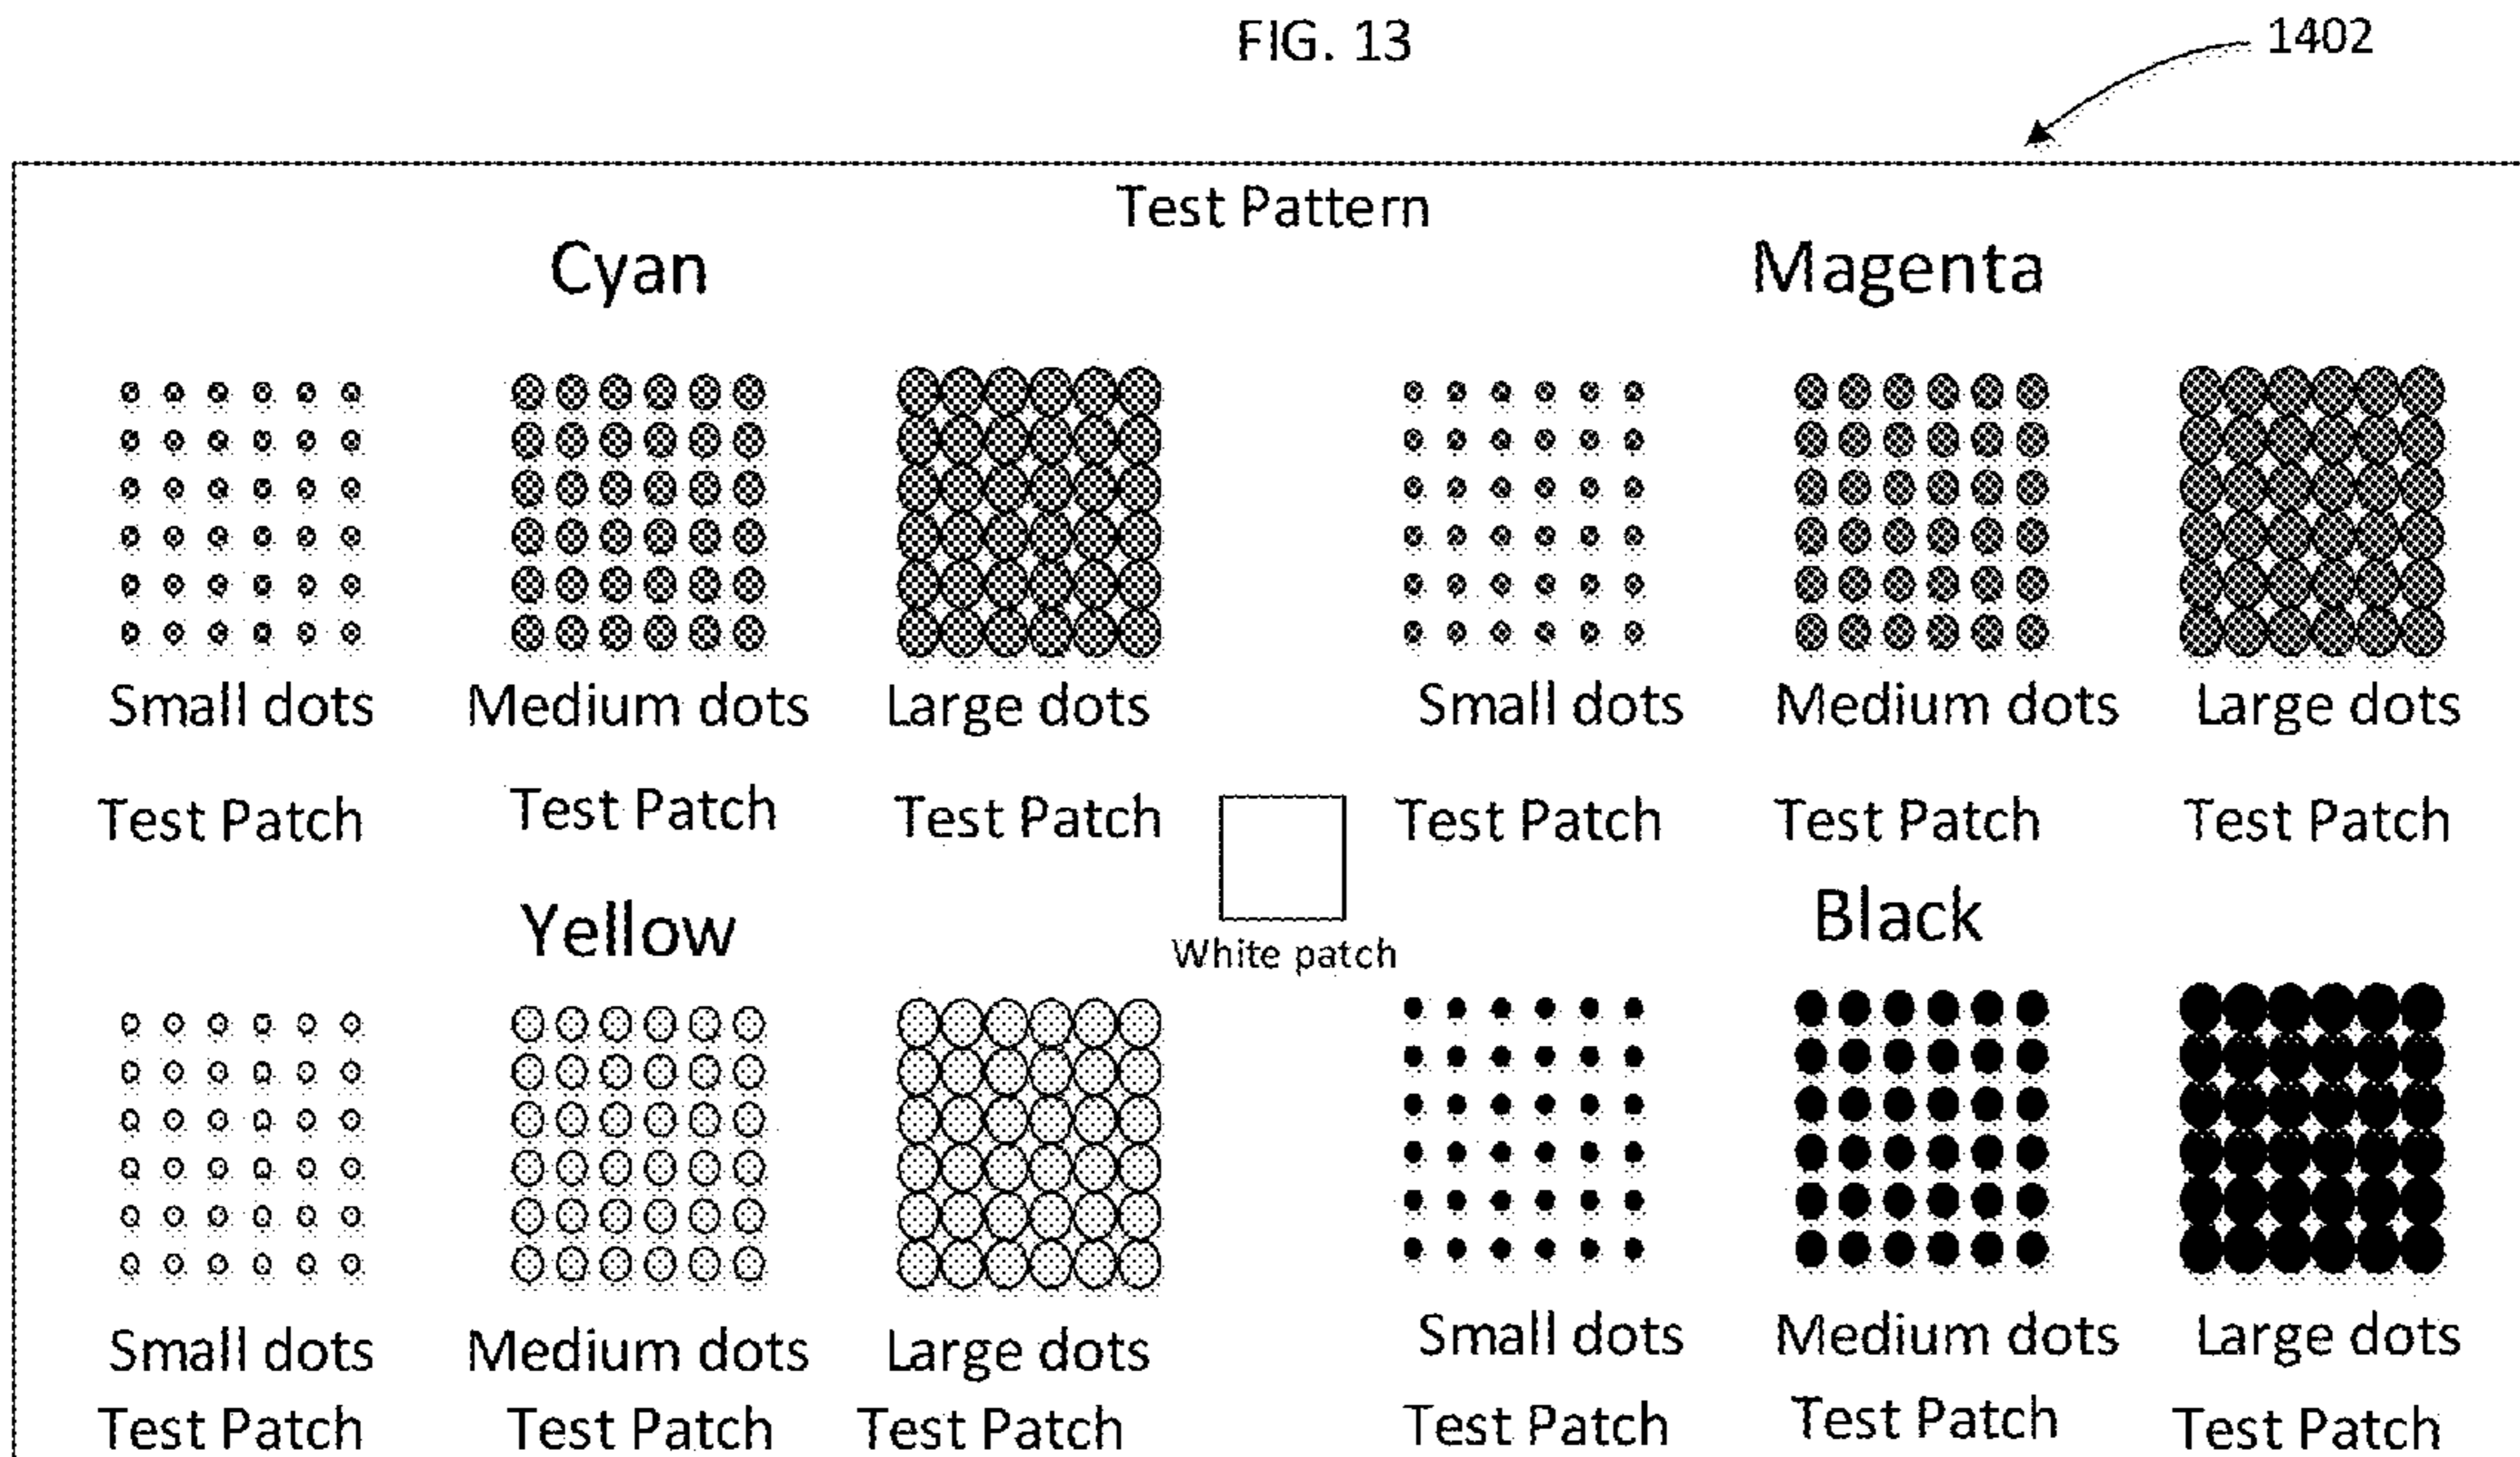 FIG. 13
1402
Test Pattern
Cyan
Magenta
Small dots
Medium dots
Large dots
Small dots
Medium dots
Large dots
Test Patch
Test Patch
Test Patch
Test Patch
Test Patch
Test Patch
White patch
Yellow
Black
Small dots
Medium dots
Large dots
Small dots
Medium dots
Large dots
Test Patch
Test Patch
Test Patch
Test Patch
Test Patch
Test Patch